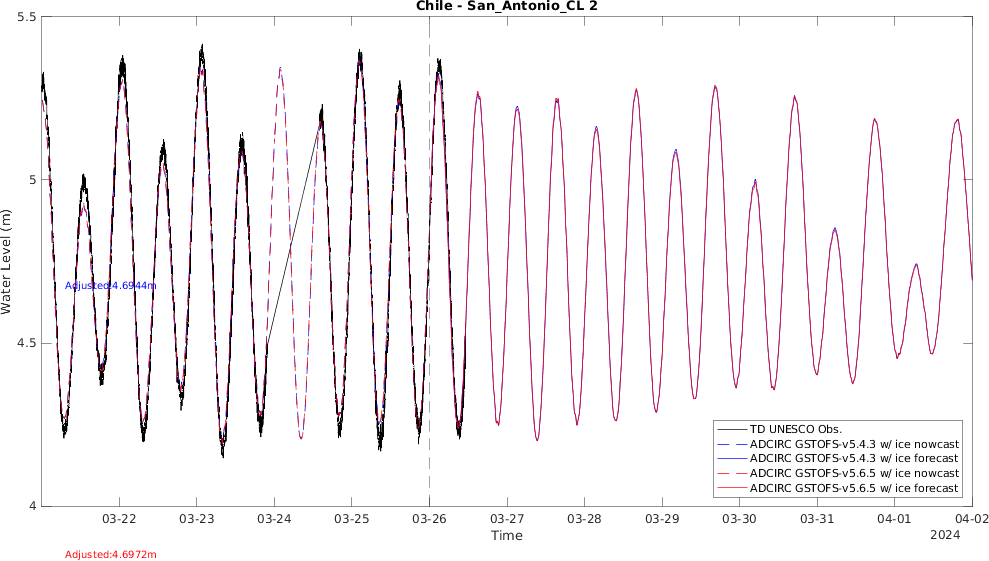 Chile - San_Antonio_CL 2
5.5
5
4.5
4
Water Level (m)
Adjusted:4.6944m
TD UNESCO Obs.
ADCIRC GSTOFS-v5.4.3 w/ ice nowcast
ADCIRC GSTOFS-v5.4.3 w/ ice forecast
ADCIRC GSTOFS-v5.6.5 w/ ice nowcast
ADCIRC GSTOFS-v5.6.5 w/ ice forecast
03-22 03-23 03-24 03-25 03-26 03-27 03-28 03-29 03-30 03-31 04-01 04-02
Time
2024
Adjusted:4.6972m